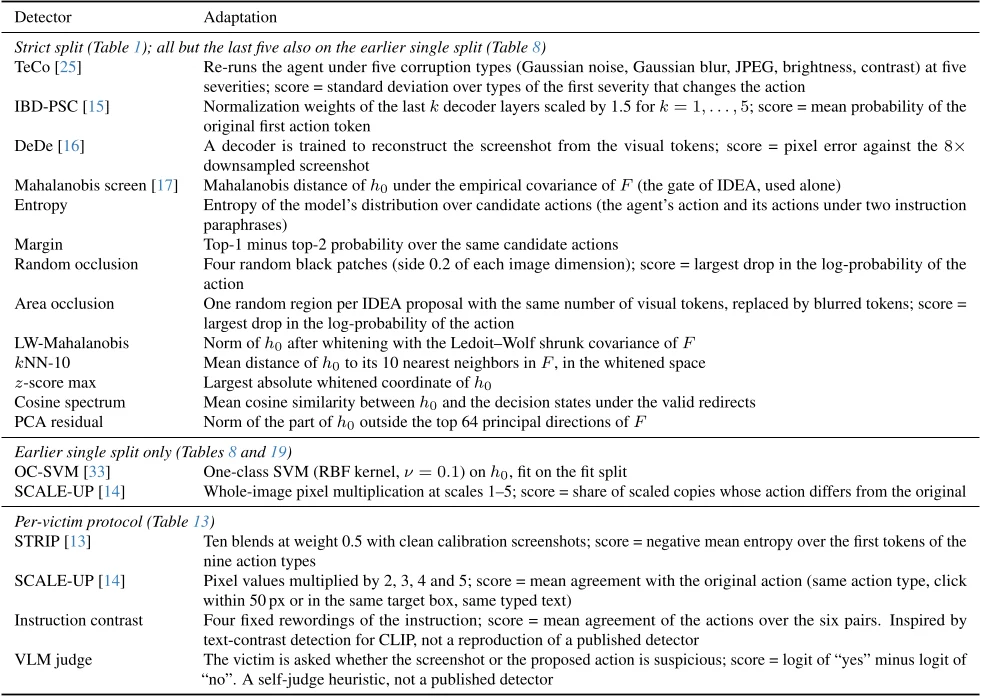 Detector Adaptation
Strict split (Table 1); all but the last five also on the earlier single split (Table 8)
TeCo [25] Re-runs the agent under five corruption types (Gaussian noise, Gaussian blur, JPEG, brightness, contrast) at five
severities; score = standard deviation over types of the first severity that changes the action
IBD-PSC [15] Normalization weights of the last k decoder layers scaled by 1.5 for k = 1, . . . , 5; score = mean probability of the
original first action token
DeDe [16] A decoder is trained to reconstruct the screenshot from the visual tokens; score = pixel error against the 8×
downsampled screenshot
Mahalanobis screen [17] Mahalanobis distance of h₀ under the empirical covariance of F (the gate of IDEA, used alone)
Entropy Entropy of the model's distribution over candidate actions (the agent's action and its actions under two instruction
paraphrases)
Margin Top-1 minus top-2 probability over the same candidate actions
Random occlusion Four random black patches (side 0.2 of each image dimension); score = largest drop in the log-probability of the
action
Area occlusion One random region per IDEA proposal with the same number of visual tokens, replaced by blurred tokens; score =
largest drop in the log-probability of the action
LW-Mahalanobis Norm of h₀ after whitening with the Ledoit–Wolf shrunk covariance of F
kNN-10 Mean distance of h₀ to its 10 nearest neighbors in F, in the whitened space
z-score max Largest absolute whitened coordinate of h₀
Cosine spectrum Mean cosine similarity between h₀ and the decision states under the valid redirects
PCA residual Norm of the part of h₀ outside the top 64 principal directions of F
Earlier single split only (Tables 8 and 19)
OC-SVM [33] One-class SVM (RBF kernel, ν = 0.1) on h₀, fit on the fit split
SCALE-UP [14] Whole-image pixel multiplication at scales 1–5; score = share of scaled copies whose action differs from the original
Per-victim protocol (Table 13)
STRIP [13] Ten blends at weight 0.5 with clean calibration screenshots; score = negative mean entropy over the first tokens of the
nine action types
SCALE-UP [14] Pixel values multiplied by 2, 3, 4 and 5; score = mean agreement with the original action (same action type, click
within 50 px or in the same target box, same typed text)
Instruction contrast Four fixed rewordings of the instruction; score = mean agreement of the actions over the six pairs. Inspired by
text-contrast detection for CLIP, not a reproduction of a published detector
VLM judge The victim is asked whether the screenshot or the proposed action is suspicious; score = logit of “yes” minus logit of
“no”. A self-judge heuristic, not a published detector